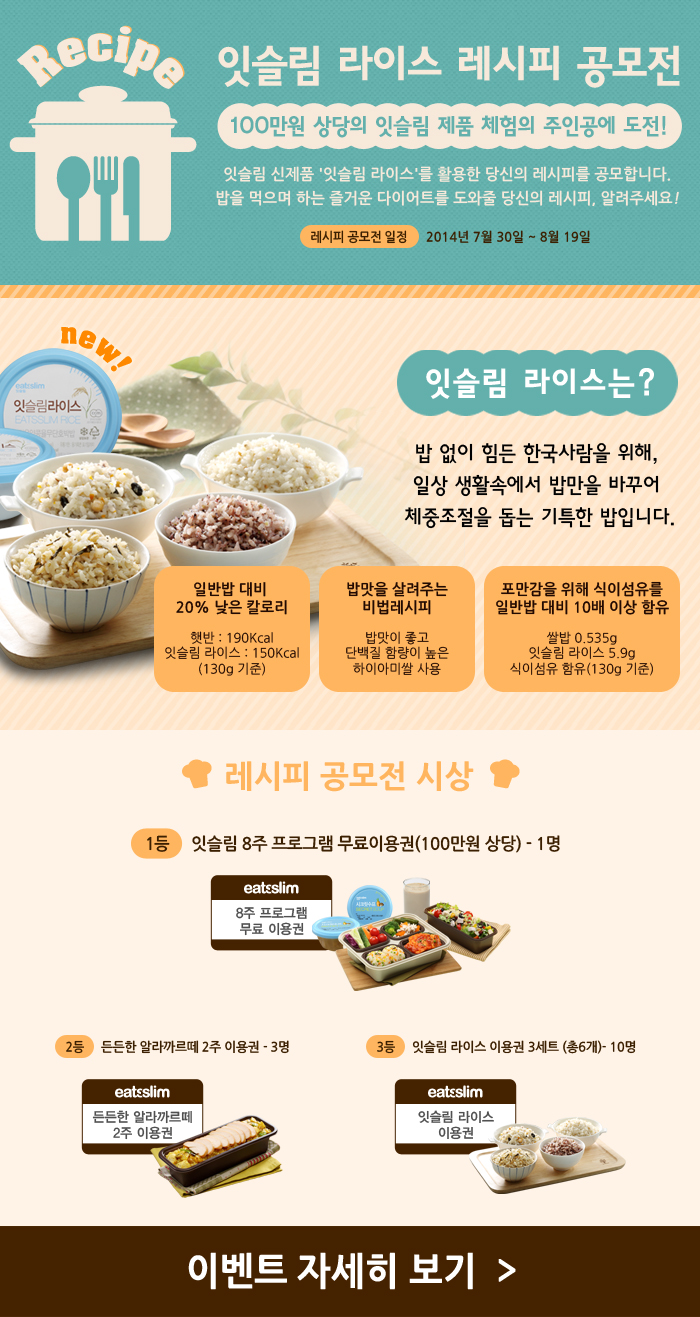 Recipe
잇슬림 라이스 레시피 공모전
100만원 상당의 잇슬림 제품 체험의 주인공에 도전!
잇슬림 신제품 '잇슬림 라이스'를 활용한 당신의 레시피를 공모합니다.
밥을 먹으며 하는 즐거운 다이어트를 도와줄 당신의 레시피, 알려주세요!
레시피 공모전 일정 2014년 7월 30일 ~ 8월 19일
new!
eatsslim
잇슬림라이스
EATSSLIM RICE
잇슬림 라이스는?
밥 없이 힘든 한국사람을 위해,
일상 생활속에서 밥만을 바꾸어
체중조절을 돕는 기특한 밥입니다.
일반밥 대비
20% 낮은 칼로리
햇반 : 190Kcal
잇슬림 라이스 : 150Kcal
(130g 기준)
밥맛을 살려주는
비법레시피
밥맛이 좋고
단백질 함량이 높은
하이아미쌀 사용
포만감을 위해 식이섬유를
일반밥 대비 10배 이상 함유
쌀밥 0.535g
잇슬림 라이스 5.9g
식이섬유 함유(130g 기준)
레시피 공모전 시상
1등 잇슬림 8주 프로그램 무료이용권(100만원 상당) - 1명
eatsslim
8주 프로그램
무료 이용권
2등 든든한 알라까르떼 2주 이용권 - 3명
eatsslim
든든한 알라까르떼
2주 이용권
3등 잇슬림 라이스 이용권 3세트 (총6개)- 10명
eatsslim
잇슬림 라이스
이용권
이벤트 자세히 보기 >